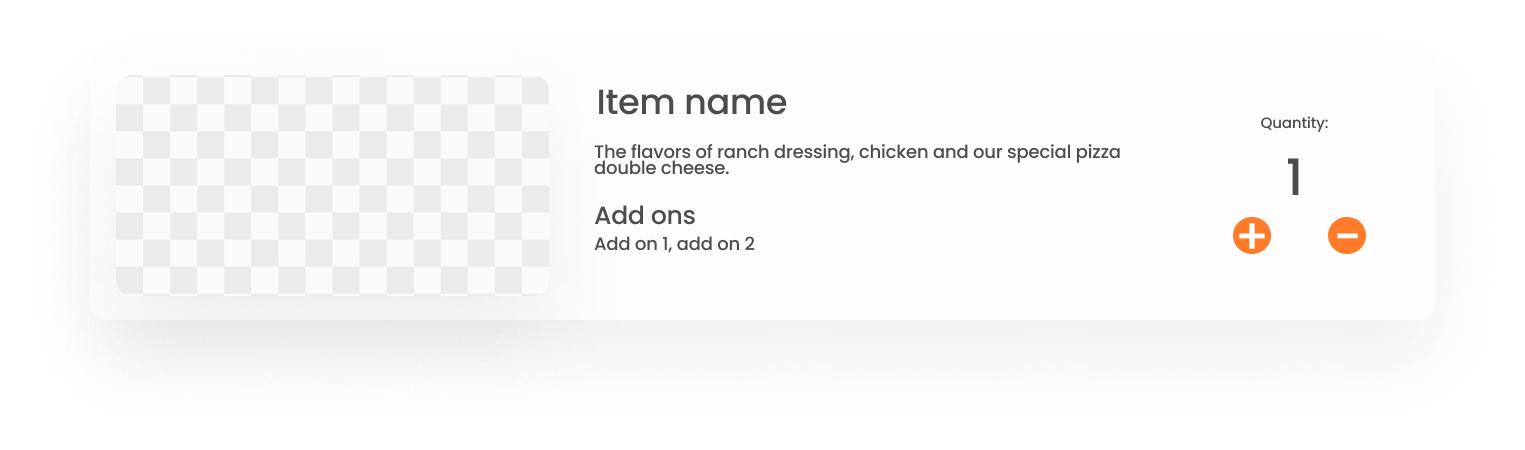 Item name
Quantity:
The flavors of ranch dressing, chicken and our special pizza
double cheese.
1
Add ons
Add on 1, add on 2